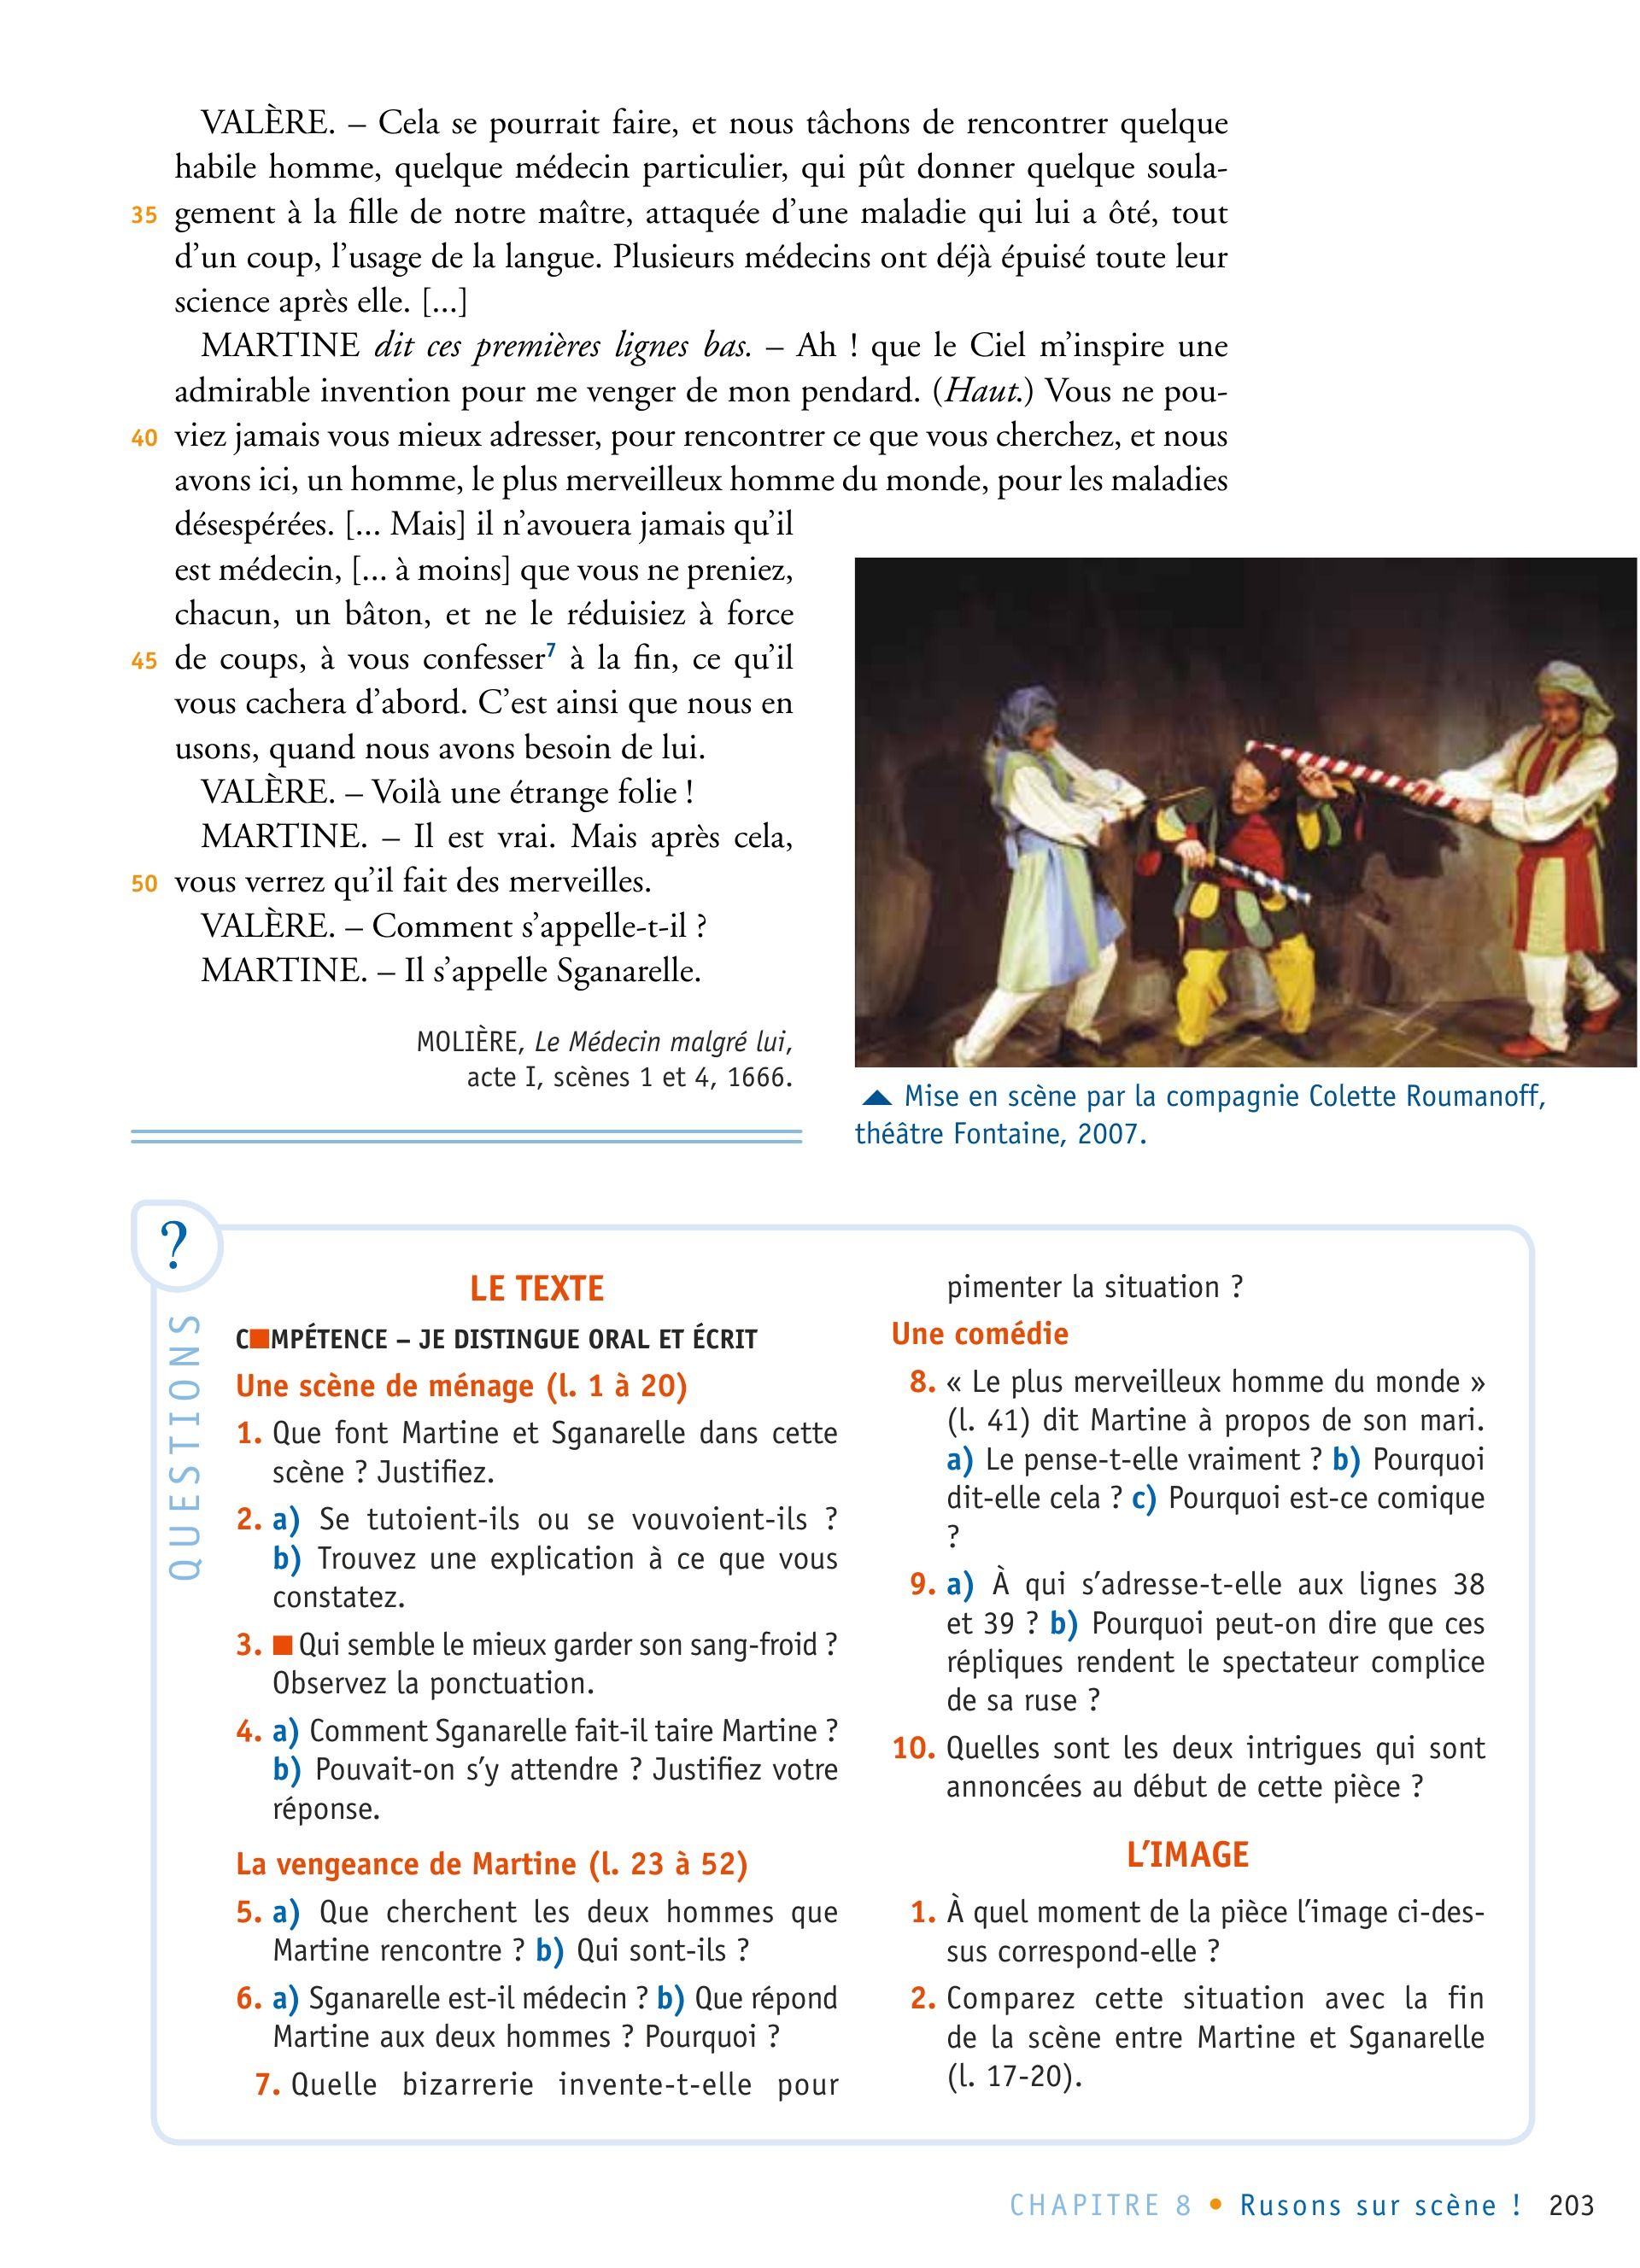 VALÈRE. – Cela se pourrait faire, et nous tâchons de rencontrer quelque
habile homme, quelque médecin particulier, qui pût donner quelque soula-
35 gement à la fille de notre maître, attaquée d’une maladie qui lui a ôté, tout
d’un coup, l’usage de la langue. Plusieurs médecins ont déjà épuisé toute leur
science après elle. [...]
MARTINE dit ces premières lignes bas. – Ah ! que le Ciel m’inspire une
admirable invention pour me venger de mon pendard. (Haut.) Vous ne pou-
40 viez jamais vous mieux adresser, pour rencontrer ce que vous cherchez, et nous
avons ici, un homme, le plus merveilleux homme du monde, pour les maladies
désespérées. [... Mais] il n’avouera jamais qu’il
est médecin, [... à moins] que vous ne preniez,
chacun, un bâton, et ne le réduisiez à force
45 de coups, à vous confesser7 à la fin, ce qu’il
vous cachera d’abord. C’est ainsi que nous en
usons, quand nous avons besoin de lui.
VALÈRE. – Voilà une étrange folie !
MARTINE. – Il est vrai. Mais après cela,
50 vous verrez qu’il fait des merveilles.
VALÈRE. – Comment s’appelle-t-il ?
MARTINE. – Il s’appelle Sganarelle.
MOLIÈRE, Le Médecin malgré lui,
acte I, scènes 1 et 4, 1666.
▲ Mise en scène par la compagnie Colette Roumanoff,
théâtre Fontaine, 2007.
?
QUESTIONS
LE TEXTE
C■MPÉTENCE – JE DISTINGUE ORAL ET ÉCRIT
Une scène de ménage (l. 1 à 20)
1. Que font Martine et Sganarelle dans cette
scène ? Justifiez.
2. a) Se tutoient-ils ou se vouvoient-ils ?
b) Trouvez une explication à ce que vous
constatez.
3. ■ Qui semble le mieux garder son sang-froid ?
Observez la ponctuation.
4. a) Comment Sganarelle fait-il taire Martine ?
b) Pouvait-on s’y attendre ? Justifiez votre
réponse.
La vengeance de Martine (l. 23 à 52)
5. a) Que cherchent les deux hommes que
Martine rencontre ? b) Qui sont-ils ?
6. a) Sganarelle est-il médecin ? b) Que répond
Martine aux deux hommes ? Pourquoi ?
7. Quelle bizarrerie invente-t-elle pour
pimenter la situation ?
Une comédie
8. « Le plus merveilleux homme du monde »
(l. 41) dit Martine à propos de son mari.
a) Le pense-t-elle vraiment ? b) Pourquoi
dit-elle cela ? c) Pourquoi est-ce comique
?
9. a) À qui s’adresse-t-elle aux lignes 38
et 39 ? b) Pourquoi peut-on dire que ces
répliques rendent le spectateur complice
de sa ruse ?
10. Quelles sont les deux intrigues qui sont
annoncées au début de cette pièce ?
L’IMAGE
1. À quel moment de la pièce l’image ci-des-
sus correspond-elle ?
2. Comparez cette situation avec la fin
de la scène entre Martine et Sganarelle
(l. 17-20).
CHAPITRE 8 • Rusons sur scène ! 203